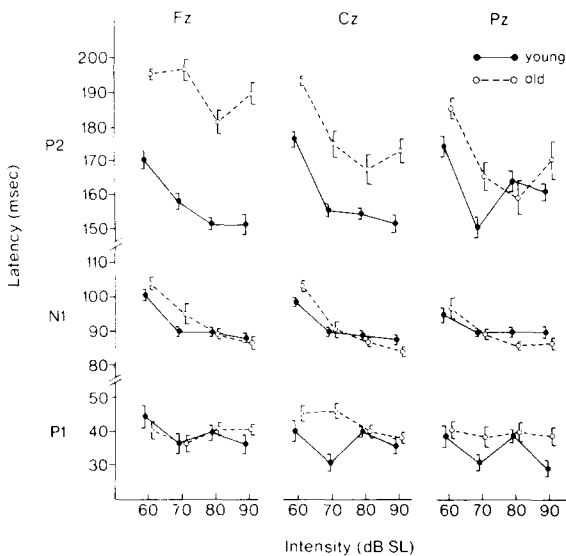 Fz Cz Pz
young
old
200
190
P2 180
170
160
150
Latency (msec)
110
100
N1 90
80
P1 40
30
60 70 80 90 60 70 80 90 60 70 80 90
Intensity (dB SL)